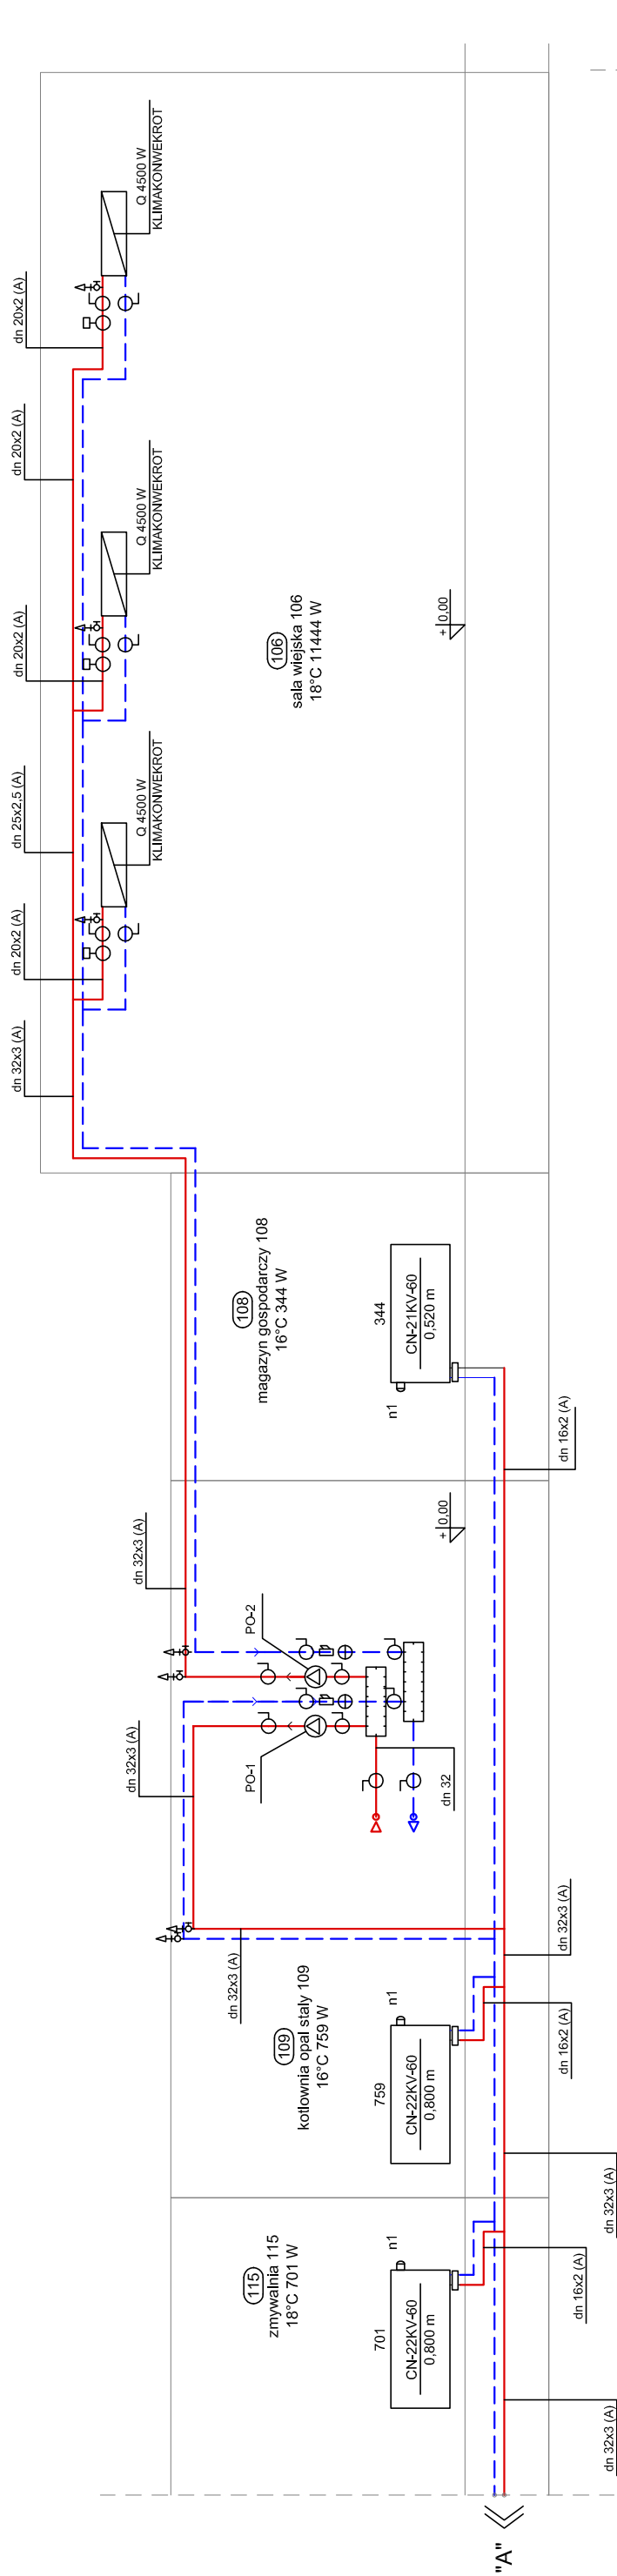 dn 20x2 (A)
Q 4500 W
KLIMAKONWEKROT
dn 20x2 (A)
dn 20x2 (A)
Q 4500 W
KLIMAKONWEKROT
dn 25x2,5 (A)
Q 4500 W
KLIMAKONWEKROT
dn 20x2 (A)
dn 32x3 (A)
106
sala wiejska 106
18°C 11444 W
+ 0,00
108
magazyn gospodarczy 108
16°C 344 W
344
CN-21KV-60
0,520 m
n1
dn 16x2 (A)
+ 0,00
dn 32x3 (A)
PO-2
PO-1
dn 32x3 (A)
dn 32
dn 32x3 (A)
dn 32x3 (A)
109
kotłownia opal stały 109
16°C 759 W
n1
759
CN-22KV-60
0,800 m
dn 16x2 (A)
dn 32x3 (A)
115
zmywalnia 115
18°C 701 W
n1
701
CN-22KV-60
0,800 m
dn 16x2 (A)
dn 32x3 (A)
"A"